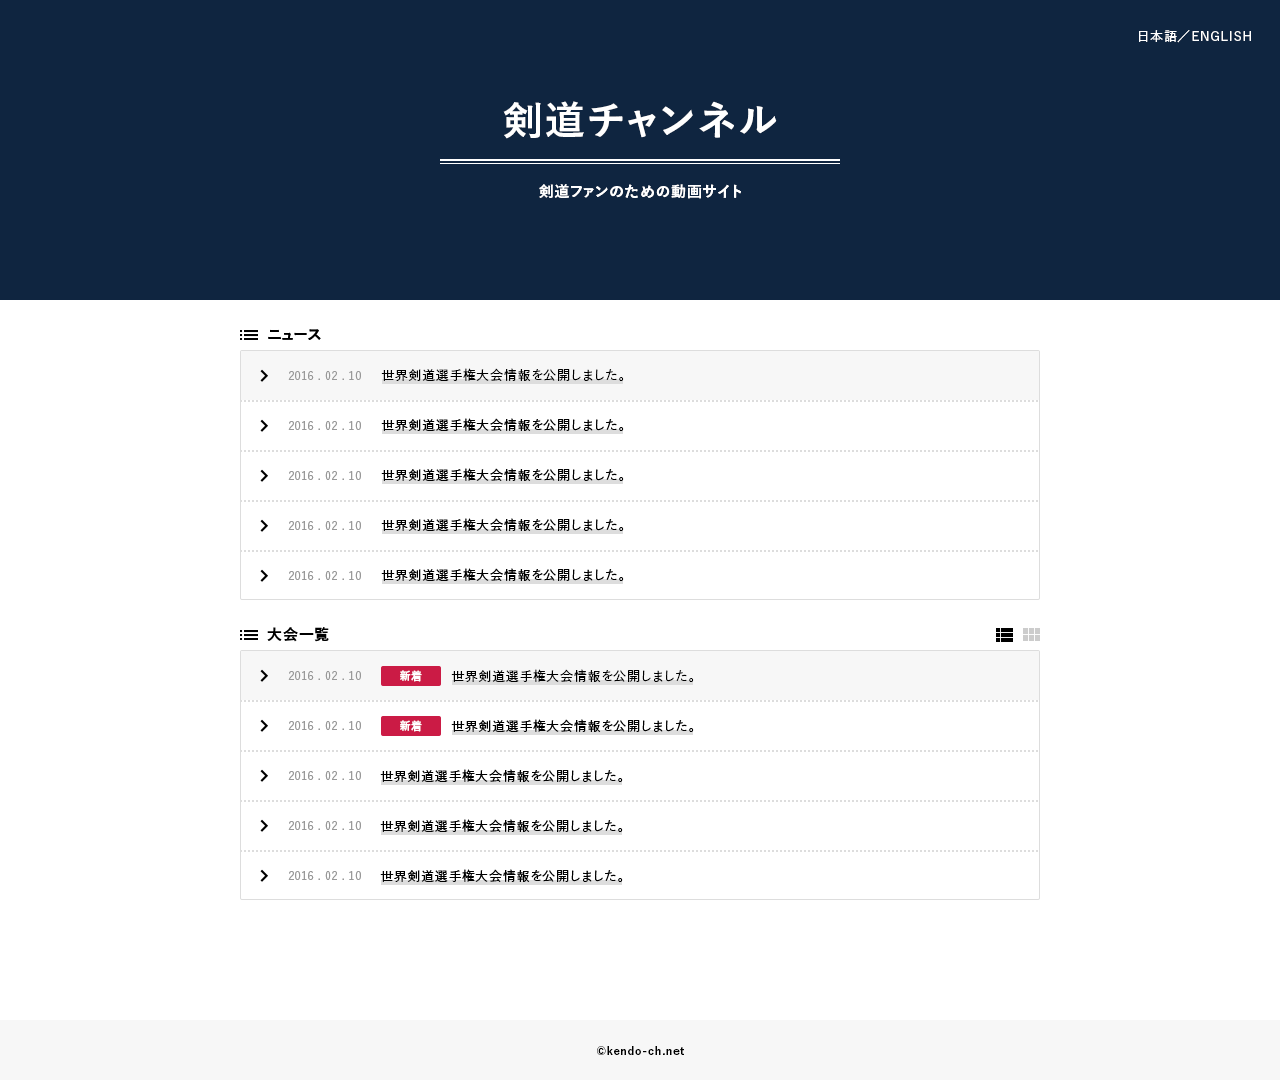 日本語／ENGLISH
剣道チャンネル
剣道ファンのための動画サイト
ニュース
2016 . 02 . 10 世界剣道選手権大会情報を公開しました。
2016 . 02 . 10 世界剣道選手権大会情報を公開しました。
2016 . 02 . 10 世界剣道選手権大会情報を公開しました。
2016 . 02 . 10 世界剣道選手権大会情報を公開しました。
2016 . 02 . 10 世界剣道選手権大会情報を公開しました。
大会一覧
2016 . 02 . 10 新着 世界剣道選手権大会情報を公開しました。
2016 . 02 . 10 新着 世界剣道選手権大会情報を公開しました。
2016 . 02 . 10 世界剣道選手権大会情報を公開しました。
2016 . 02 . 10 世界剣道選手権大会情報を公開しました。
2016 . 02 . 10 世界剣道選手権大会情報を公開しました。
©kendo-ch.net